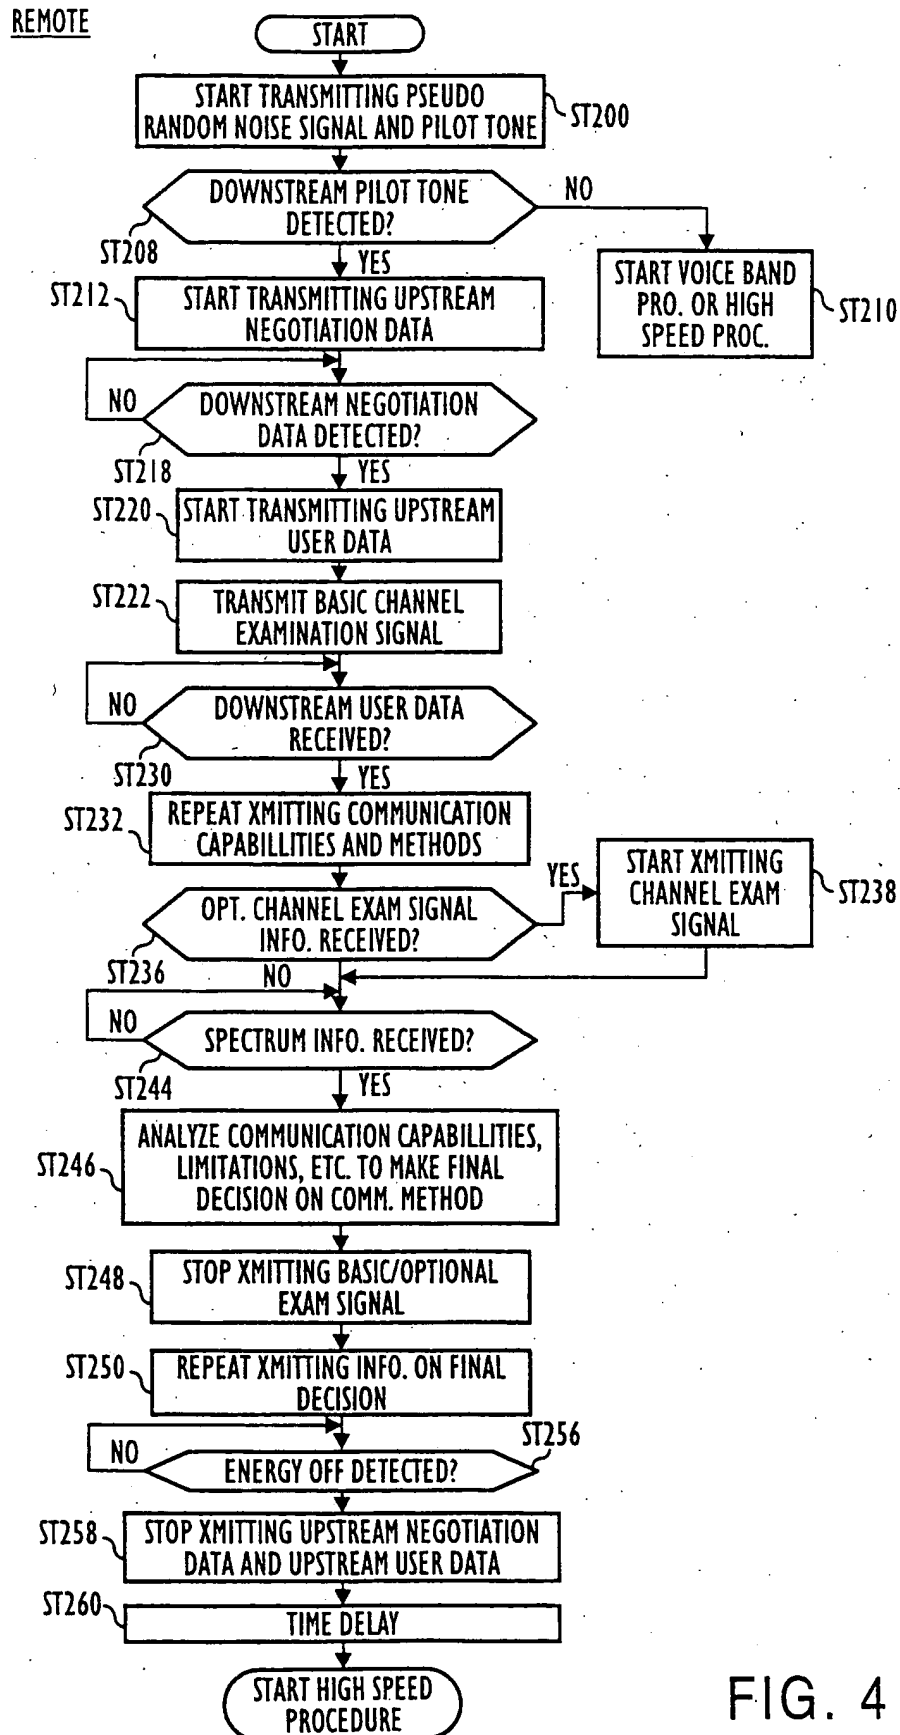 REMOTE
START
START TRANSMITTING PSEUDO
RANDOM NOISE SIGNAL AND PILOT TONE
ST200
DOWNSTREAM PILOT TONE
DETECTED?
NO
ST208
YES
START VOICE BAND
PRO. OR HIGH
SPEED PROC.
ST210
ST212
START TRANSMITTING UPSTREAM
NEGOTIATION DATA
NO
DOWNSTREAM NEGOTIATION
DATA DETECTED?
ST218
YES
ST220
START TRANSMITTING UPSTREAM
USER DATA
ST222
TRANSMIT BASIC CHANNEL
EXAMINATION SIGNAL
NO
DOWNSTREAM USER DATA
RECEIVED?
ST230
YES
ST232
REPEAT XMITTING COMMUNICATION
CAPABILLITIES AND METHODS
OPT. CHANNEL EXAM SIGNAL
INFO. RECEIVED?
YES
START XMITTING
CHANNEL EXAM
SIGNAL
ST238
ST236
NO
NO
SPECTRUM INFO. RECEIVED?
ST244
YES
ST246
ANALYZE COMMUNICATION CAPABILLITIES,
LIMITATIONS, ETC. TO MAKE FINAL
DECISION ON COMM. METHOD
ST248
STOP XMITTING BASIC/OPTIONAL
EXAM SIGNAL
ST250
REPEAT XMITTING INFO. ON FINAL
DECISION
NO
ENERGY OFF DETECTED?
ST256
ST258
STOP XMITTING UPSTREAM NEGOTIATION
DATA AND UPSTREAM USER DATA
ST260
TIME DELAY
START HIGH SPEED
PROCEDURE
FIG. 4